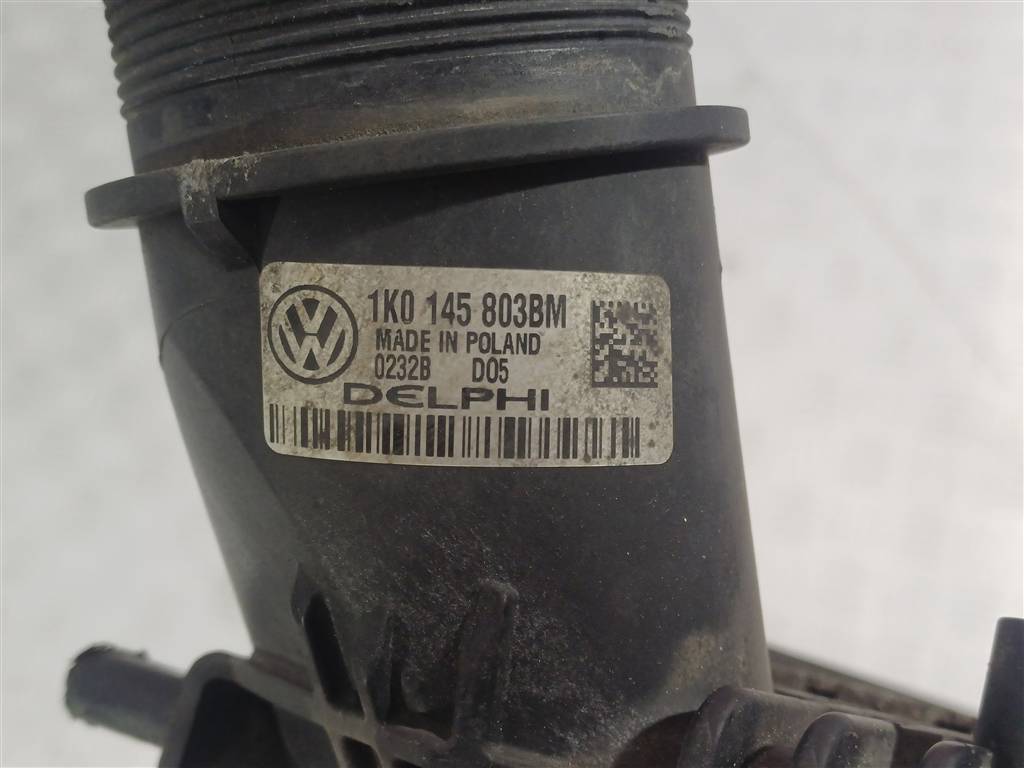 1K0 145 803BM
MADE IN POLAND
0232B D05
DELPHI